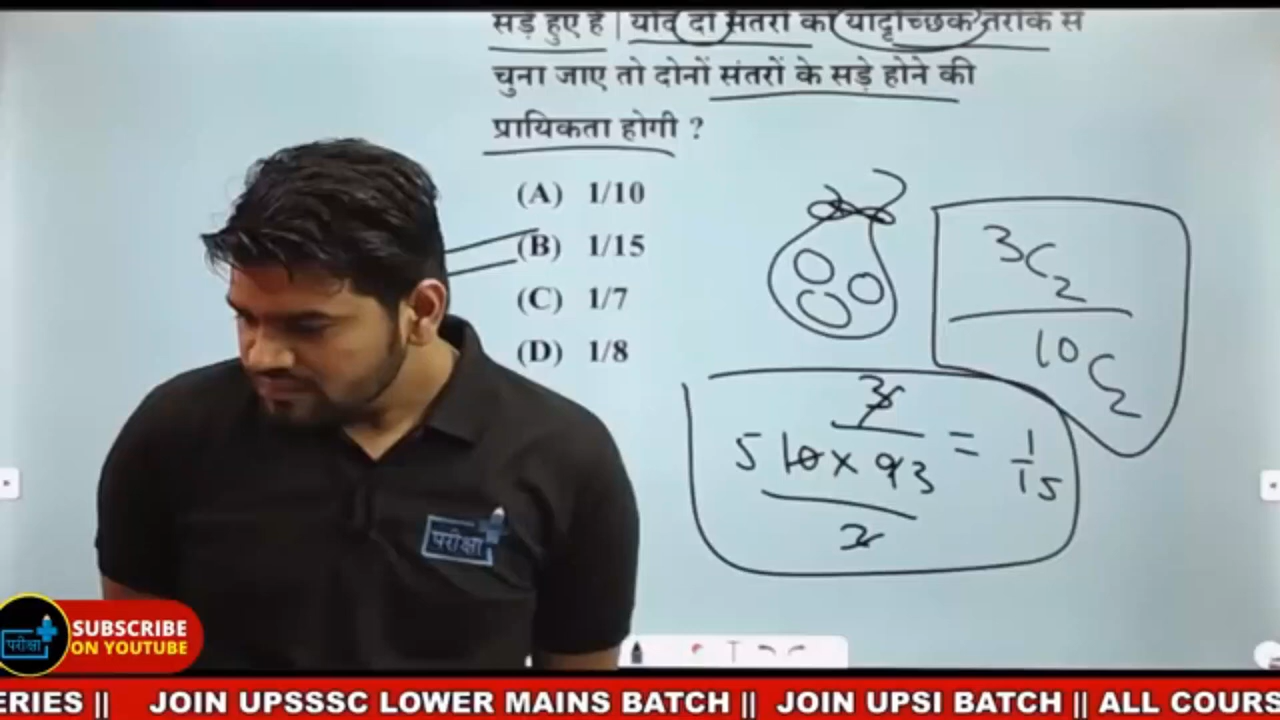 सड़े हुए हैं | यदि दो संतरों को यादृच्छिक तरीके से
चुना जाए तो दोनों संतरों के सड़े होने की
प्रायिकता होगी ?
(A) 1/10
(B) 1/15
(C) 1/7
(D) 1/8
3C2
10C2
3
5 10 x 9 3 = 1/15
2
परीक्षा
परीक्षा
SUBSCRIBE
ON YOUTUBE
ERIES || JOIN UPSSSC LOWER MAINS BATCH || JOIN UPSI BATCH || ALL COURS